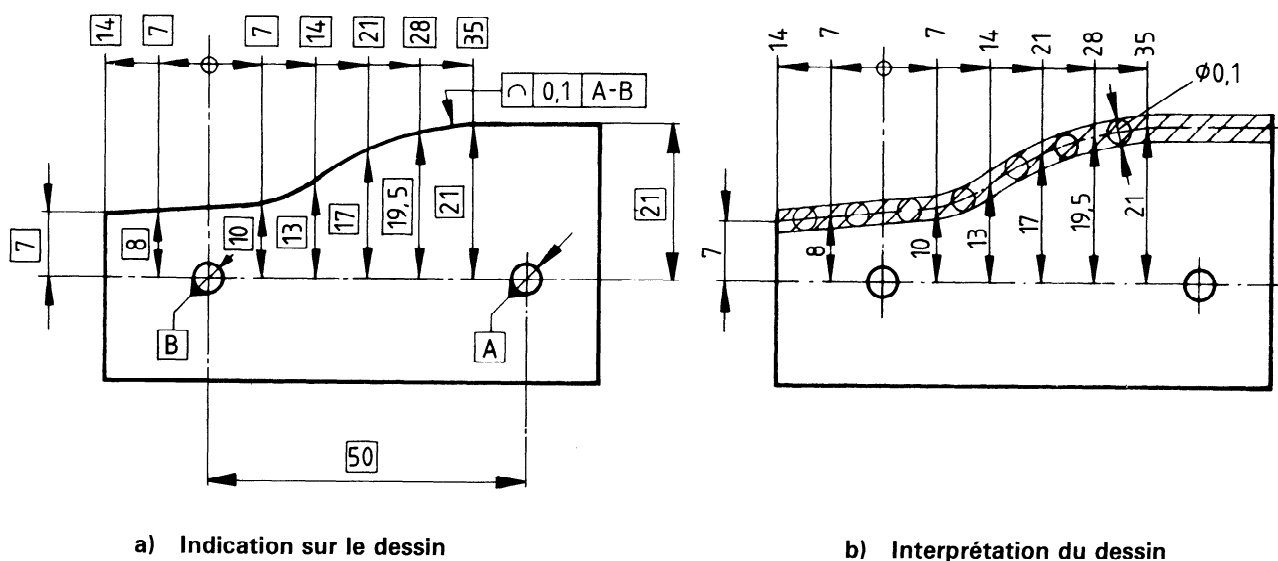 14 7 7 14 21 28 35
⌒ 0,1 A-B
7 8 10 13 17 19,5 21 21
B A
50
a) Indication sur le dessin
14 7 7 14 21 28 35
Ø0,1
7 8 10 13 17 19,5 21
b) Interprétation du dessin